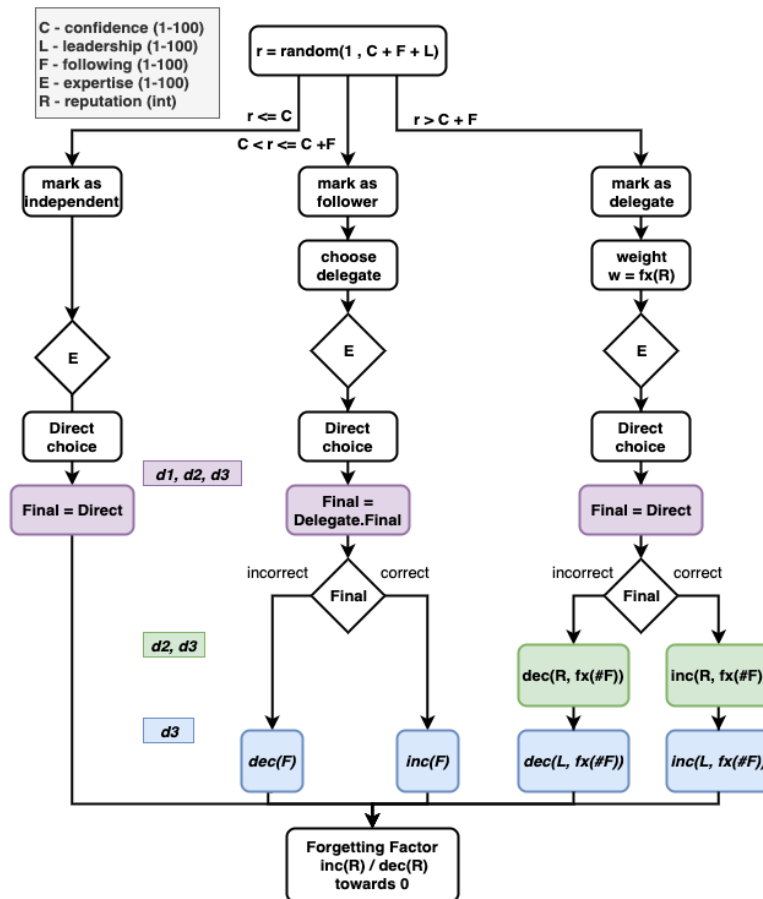 C - confidence (1-100)
L - leadership (1-100)
F - following (1-100)
E - expertise (1-100)
R - reputation (int)
r = random(1 , C + F + L)
r <= C
C < r <= C +F
r > C + F
mark as
independent
mark as
follower
mark as
delegate
choose
delegate
weight
w = fx(R)
E
E
E
Direct
choice
Direct
choice
Direct
choice
d1, d2, d3
Final = Direct
Final =
Delegate.Final
Final = Direct
incorrect
correct
incorrect
correct
Final
Final
d2, d3
dec(R, fx(#F))
inc(R, fx(#F)
d3
dec(F)
inc(F)
dec(L, fx(#F))
inc(L, fx(#F))
Forgetting Factor
inc(R) / dec(R)
towards 0